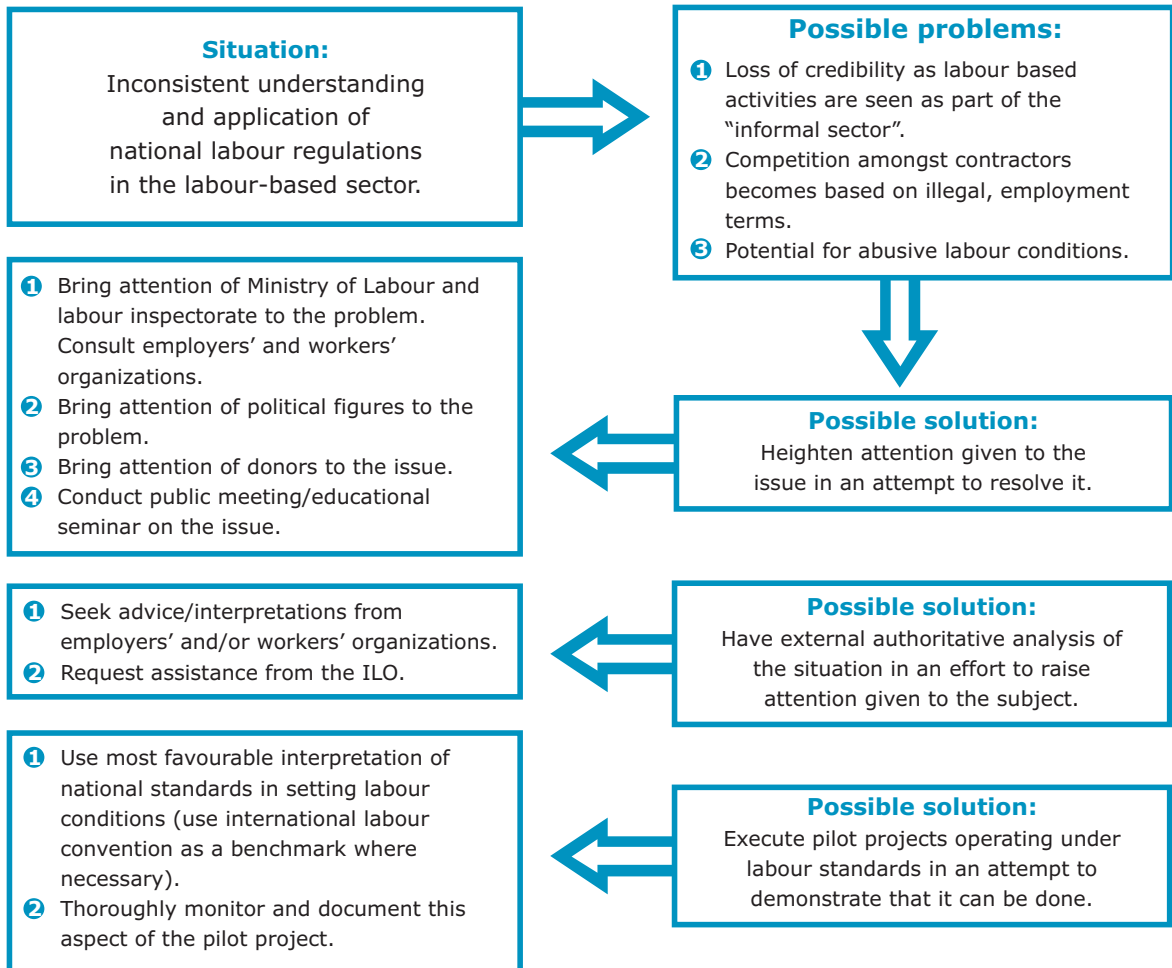 Situation:
Inconsistent understanding
and application of
national labour regulations
in the labour-based sector.
Possible problems:
1 Loss of credibility as labour based
activities are seen as part of the
“informal sector”.
2 Competition amongst contractors
becomes based on illegal, employment
terms.
3 Potential for abusive labour conditions.
Possible solution:
Heighten attention given to the
issue in an attempt to resolve it.
1 Bring attention of Ministry of Labour and
labour inspectorate to the problem.
Consult employers’ and workers’
organizations.
2 Bring attention of political figures to the
problem.
3 Bring attention of donors to the issue.
4 Conduct public meeting/educational
seminar on the issue.
Possible solution:
Have external authoritative analysis of
the situation in an effort to raise
attention given to the subject.
1 Seek advice/interpretations from
employers’ and/or workers’ organizations.
2 Request assistance from the ILO.
Possible solution:
Execute pilot projects operating under
labour standards in an attempt to
demonstrate that it can be done.
1 Use most favourable interpretation of
national standards in setting labour
conditions (use international labour
convention as a benchmark where
necessary).
2 Thoroughly monitor and document this
aspect of the pilot project.